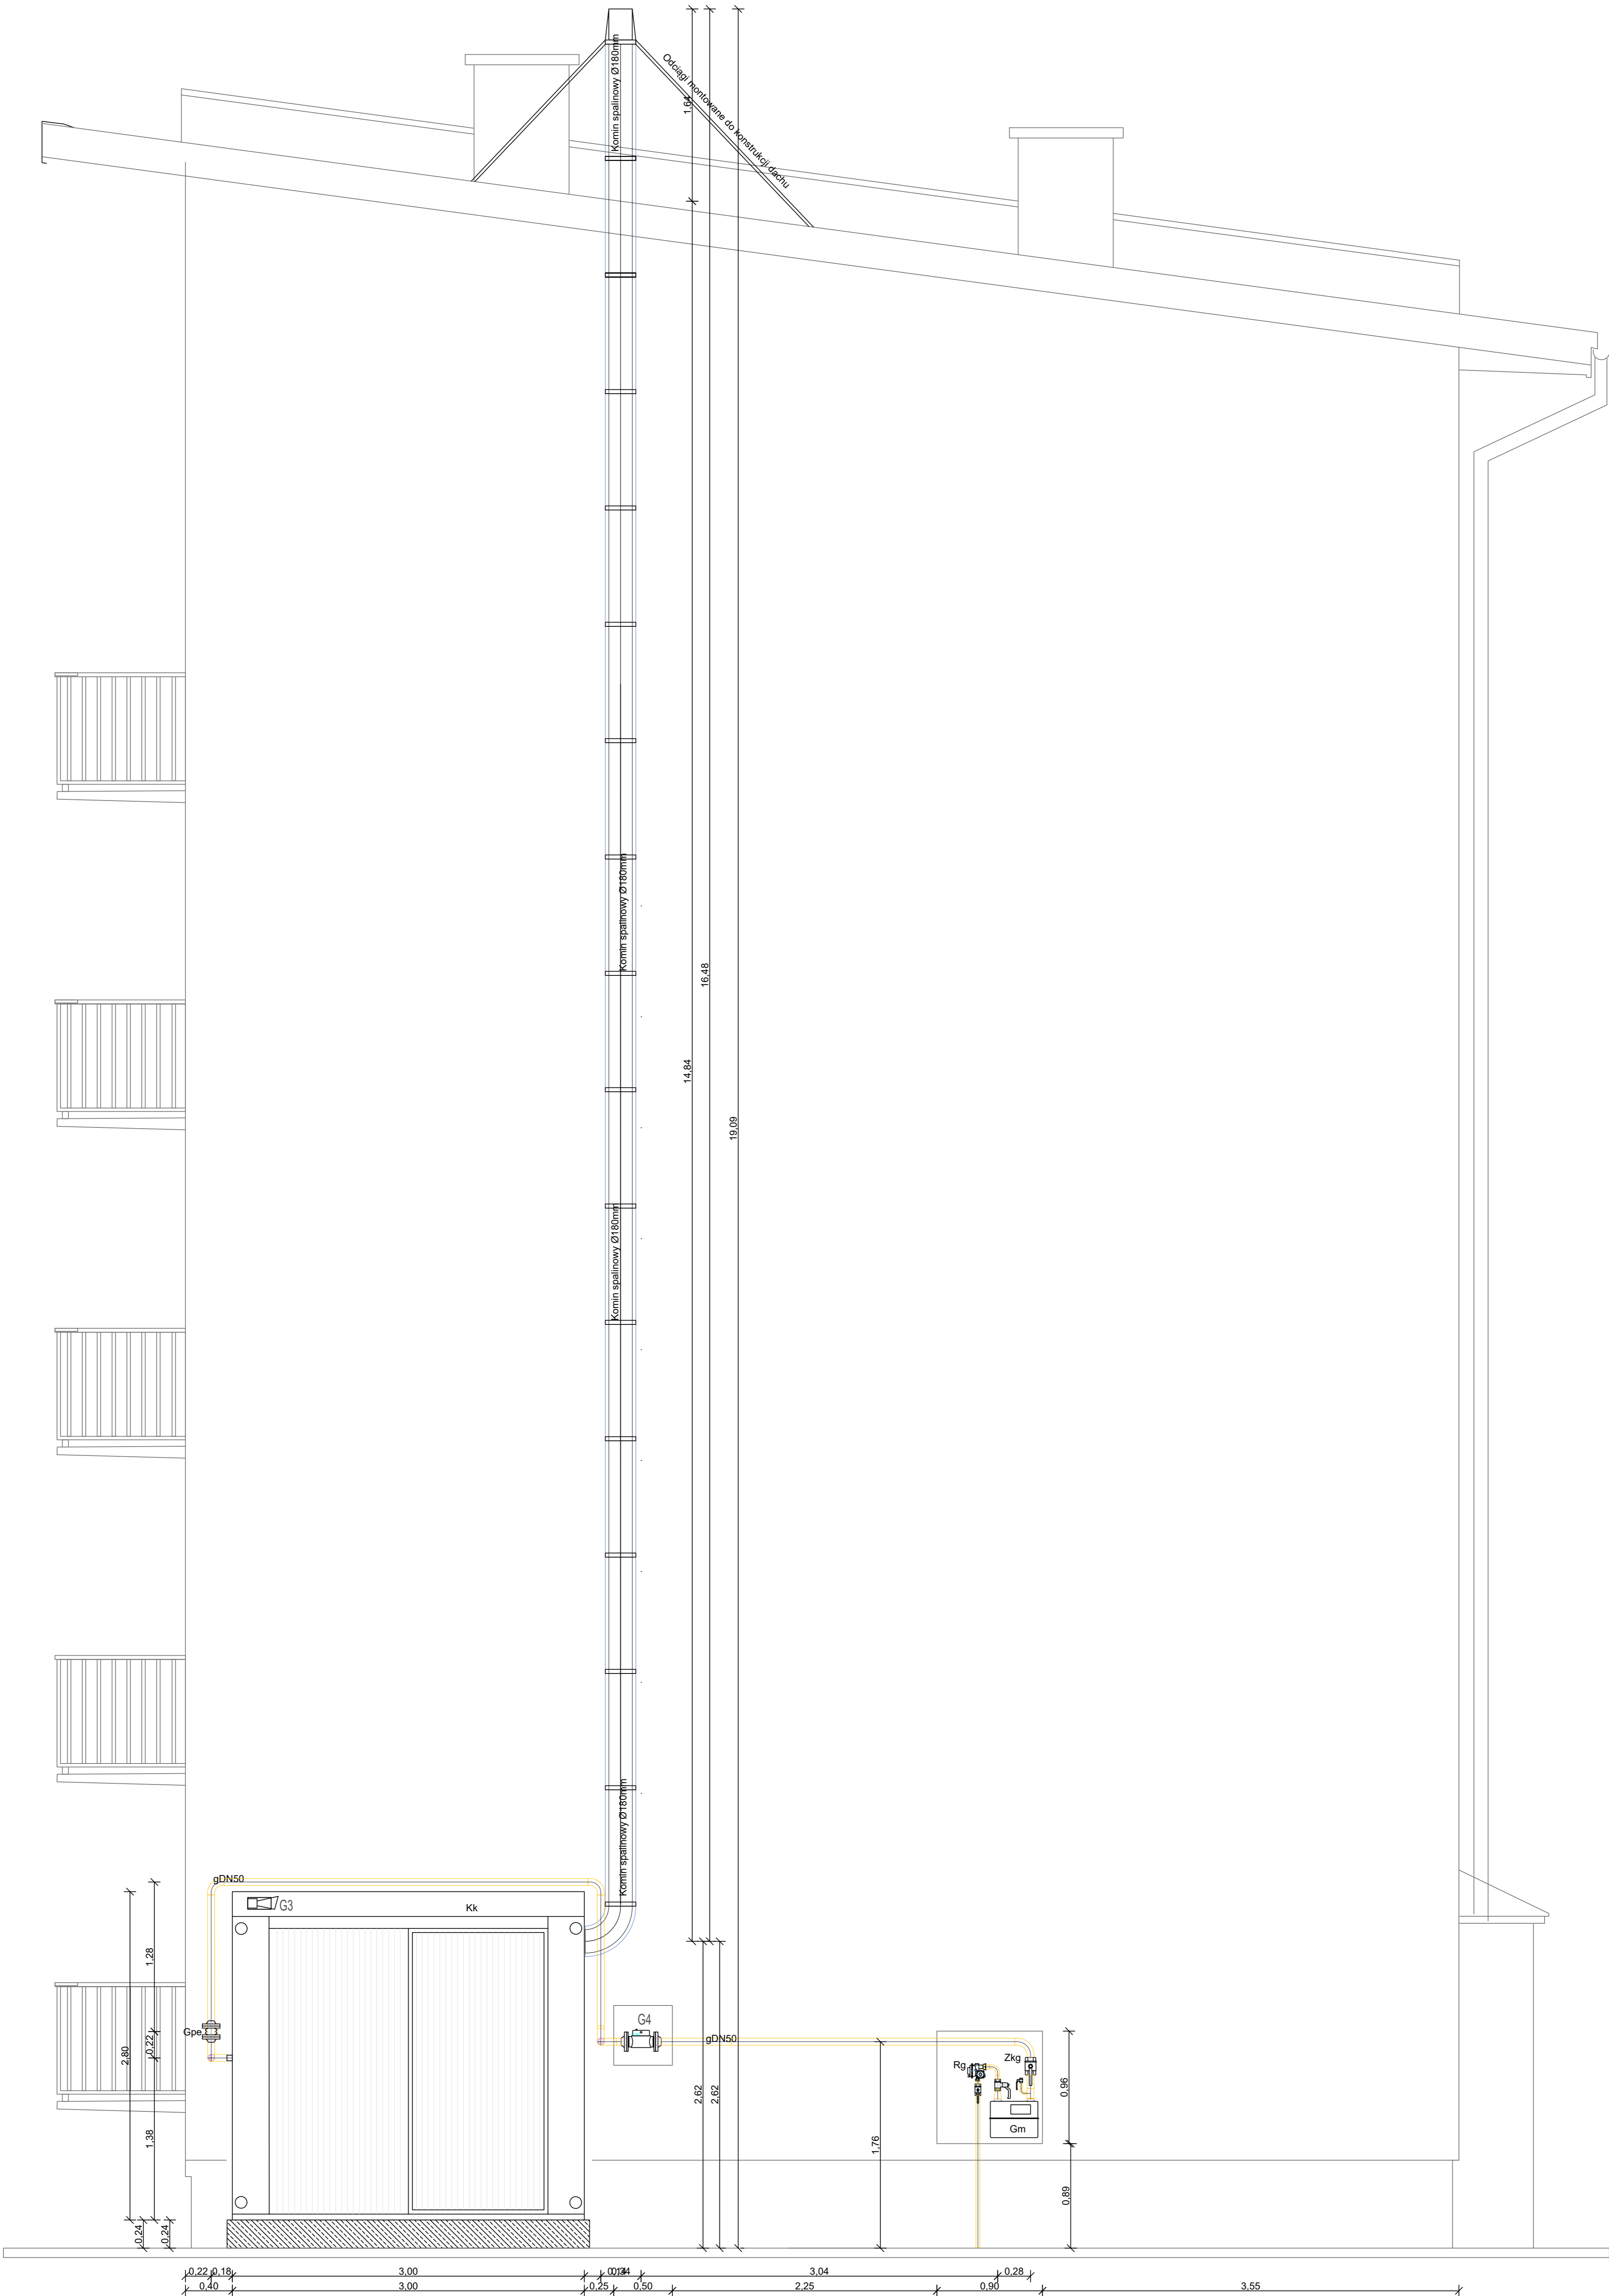 Komin spalinowy Ø180mm
Odciągi montowane do konstrukcji dachu
1,64
Komin spalinowy Ø180mm
16,48
14,84
19,09
Komin spalinowy Ø180mm
Komin spalinowy Ø180mm
gDN50
G3
Kk
1,28
Gpe
0,22
2,80
1,38
0,24
0,24
G4
gDN50
2,62
2,62
1,76
Rg
Zkg
Gm
0,96
0,89
0,22
0,18
3,00
0,34
3,04
0,28
0,40
3,00
0,25
0,50
2,25
0,90
3,55